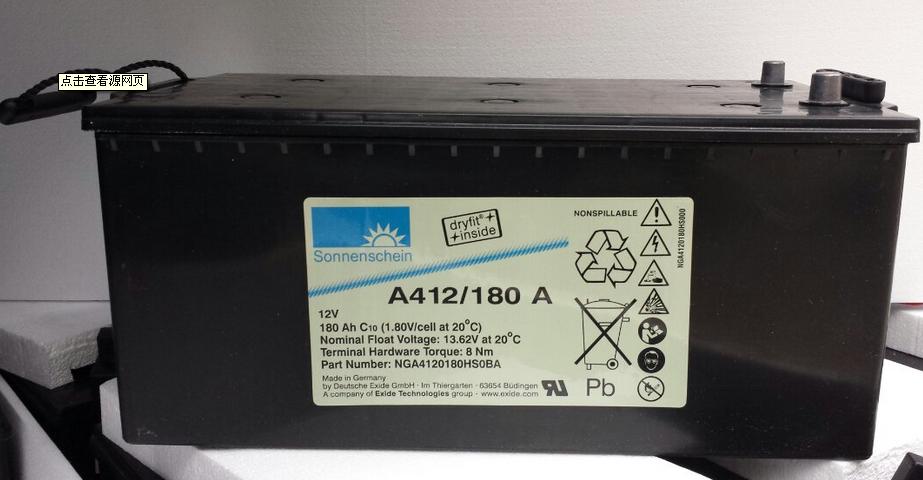 点击查看源网页
Sonnenschein
dryfit®
inside
NONSPILLABLE
NGA4120180HS000
A412/180 A
12V
180 Ah C10 (1.80V/cell at 20°C)
Nominal Float Voltage: 13.62V at 20°C
Terminal Hardware Torque: 8 Nm
Part Number: NGA4120180HS0BA
Made in Germany
by Deutsche Exide GmbH · Im Thiergarten · 63654 Büdingen
A company of Exide Technologies group · www.exide.com
Pb